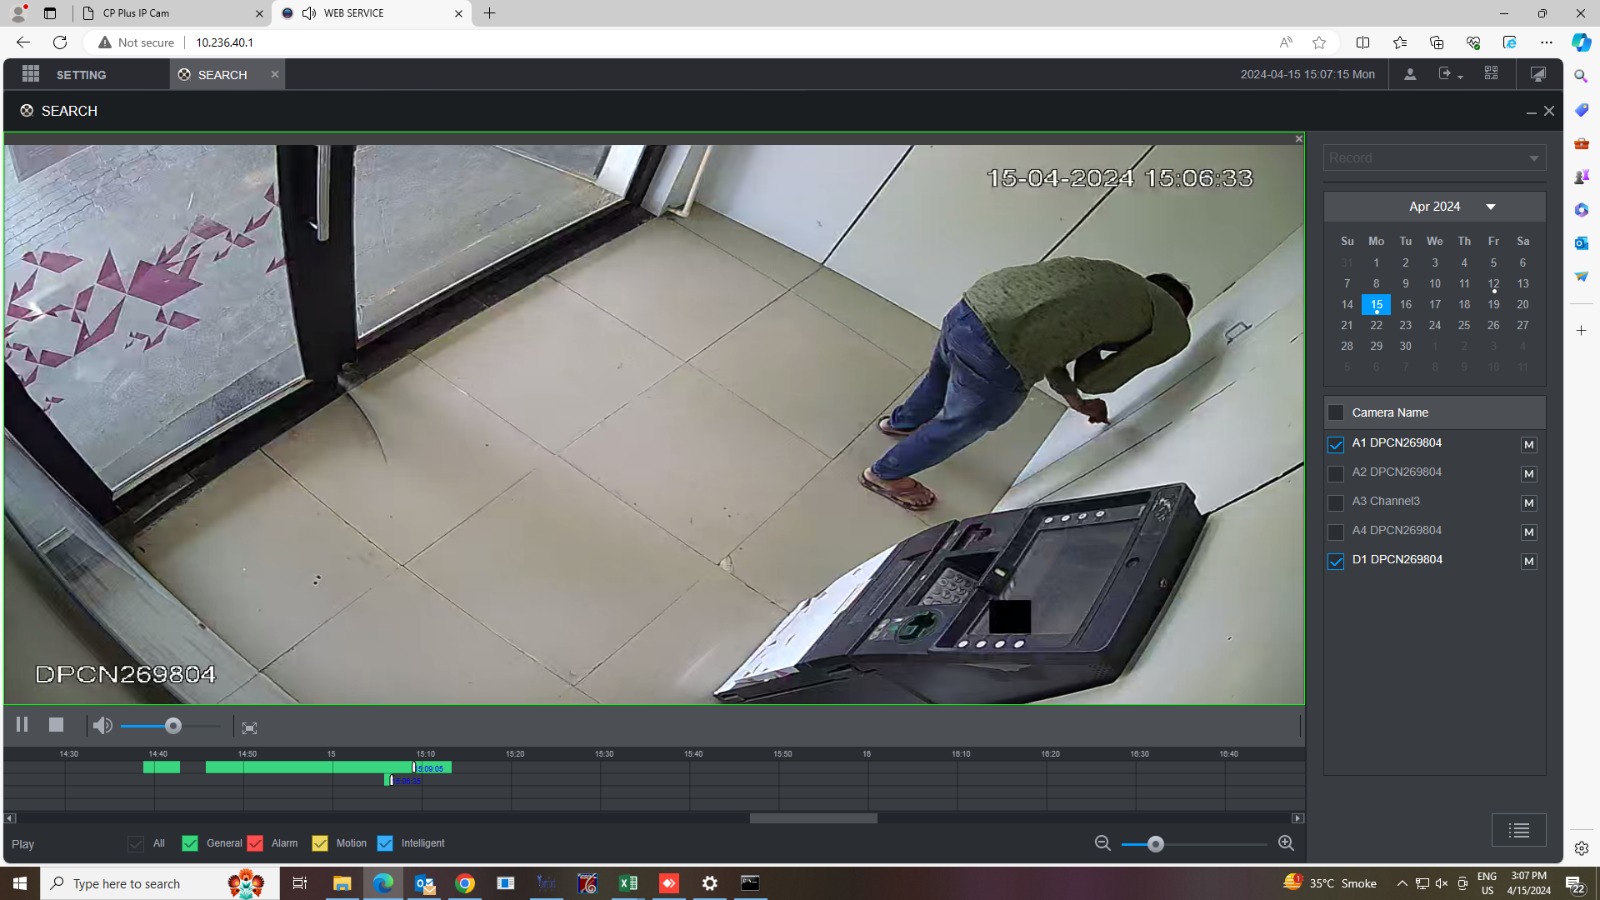 CP Plus IP Cam
WEB SERVICE
Not secure
10.236.40.1
SETTING
SEARCH
2024-04-15 15:07:15 Mon
SEARCH
15-04-2024 15:06:33
DPCN269804
Record
Apr 2024
Su Mo Tu We Th Fr Sa
31 1 2 3 4 5 6
7 8 9 10 11 12 13
14 15 16 17 18 19 20
21 22 23 24 25 26 27
28 29 30 1 2 3 4
5 6 7 8 9 10 11
Camera Name
A1 DPCN269804 M
A2 DPCN269804 M
A3 Channel3 M
A4 DPCN269804 M
D1 DPCN269804 M
14:30 14:40 14:50 15 15:10 15:20 15:30 15:40 15:50 16 16:10 16:20 16:30 16:40
15:09:05
Play
All
General
Alarm
Motion
Intelligent
Type here to search
35°C Smoke
ENG
US
3:07 PM
4/15/2024
22